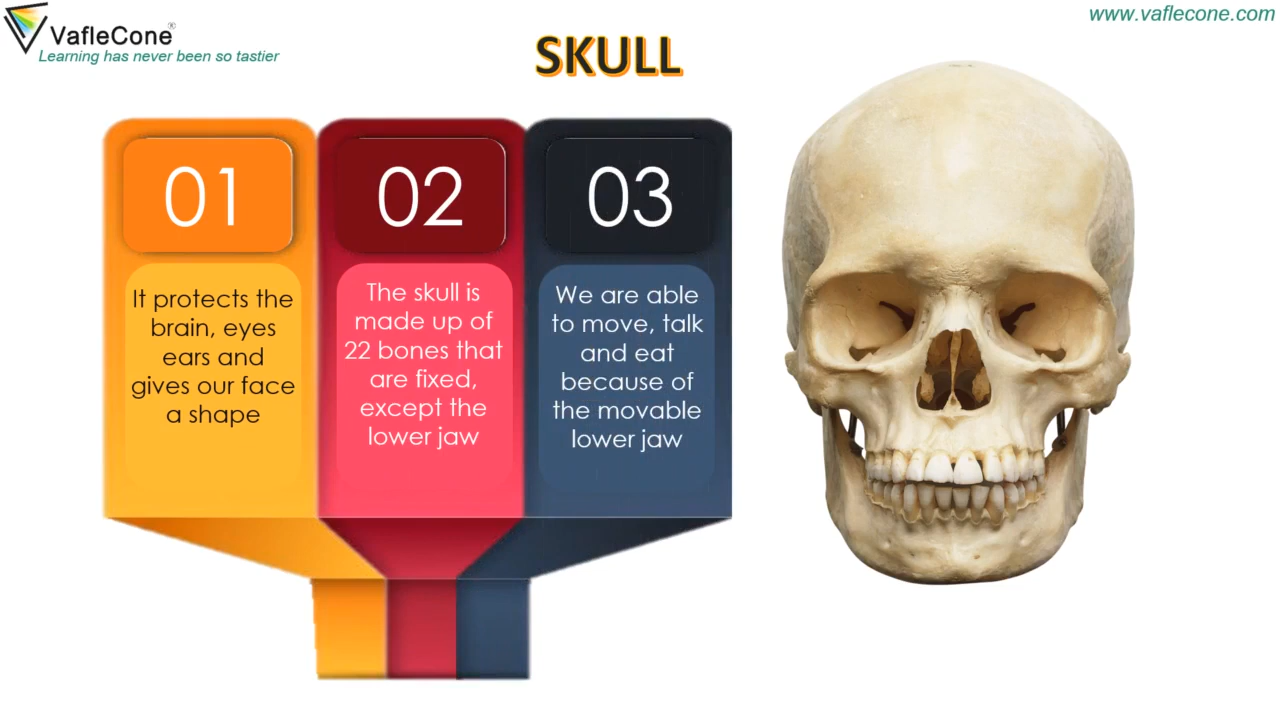 VafleCone®
Learning has never been so tastier
www.vaflecone.com
SKULL
01
It protects the
brain, eyes
ears and
gives our face
a shape
02
The skull is
made up of
22 bones that
are fixed,
except the
lower jaw
03
We are able
to move, talk
and eat
because of
the movable
lower jaw